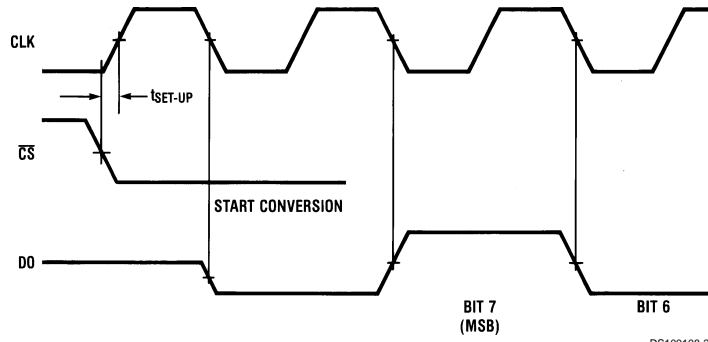 CLK
tSET-UP
CS
START CONVERSION
DO
BIT 7
(MSB)
BIT 6